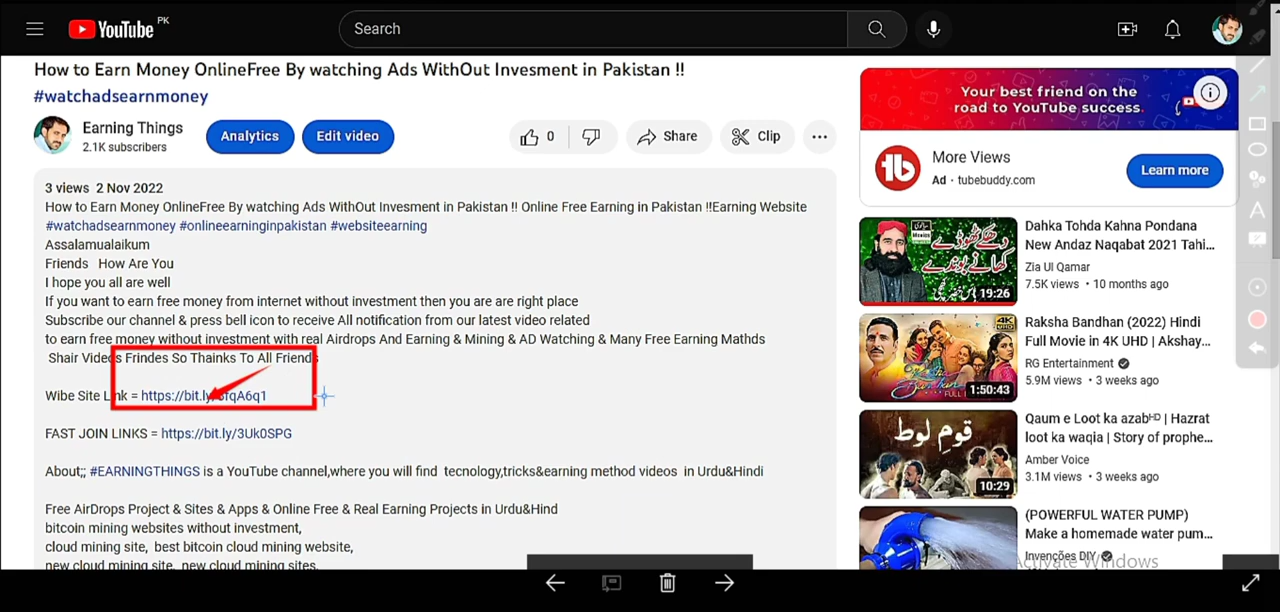 YouTube PK
Search
How to Earn Money OnlineFree By watching Ads WithOut Invesment in Pakistan !!
#watchadsearnmoney
Earning Things
2.1K subscribers
Analytics
Edit video
0
Share
Clip
3 views 2 Nov 2022
How to Earn Money OnlineFree By watching Ads WithOut Invesment in Pakistan !! Online Free Earning in Pakistan !!Earning Website
#watchadsearnmoney #onlineearninginpakistan #websiteearning
Assalamualaikum
Friends How Are You
I hope you all are well
If you want to earn free money from internet without investment then you are are right place
Subscribe our channel & press bell icon to receive All notification from our latest video related
to earn free money without investment with real Airdrops And Earning & Mining & AD Watching & Many Free Earning Mathds
Shair Videos Frindes So Thainks To All Friends
Wibe Site Link =
FAST JOIN LINKS = https://bit.ly/3Uk0SPG
About;; #EARNINGTHINGS is a YouTube channel,where you will find tecnology,tricks&earning method videos in Urdu&Hindi
Free AirDrops Project & Sites & Apps & Online Free & Real Earning Projects in Urdu&Hind
bitcoin mining websites without investment,
cloud mining site, best bitcoin cloud mining website,
new cloud mining site, new cloud mining sites,
Your best friend on the
road to YouTube success
More Views
Ad • tubebuddy.com
Learn more
19:26
Dahka Tohda Kahna Pondana
New Andaz Naqabat 2021 Tahi...
Zia Ul Qamar
7.5K views • 10 months ago
4K
1:50:43
Raksha Bandhan (2022) Hindi
Full Movie in 4K UHD | Akshay...
RG Entertainment
5.9M views • 3 weeks ago
قوم لوط
10:29
Qaum e Loot ka azabᴴᴰ | Hazrat
loot ka waqia | Story of prophe...
Amber Voice
3.1M views • 3 weeks ago
(POWERFUL WATER PUMP)
Make a homemade water pum...
Invenções DIY
Activate Windows